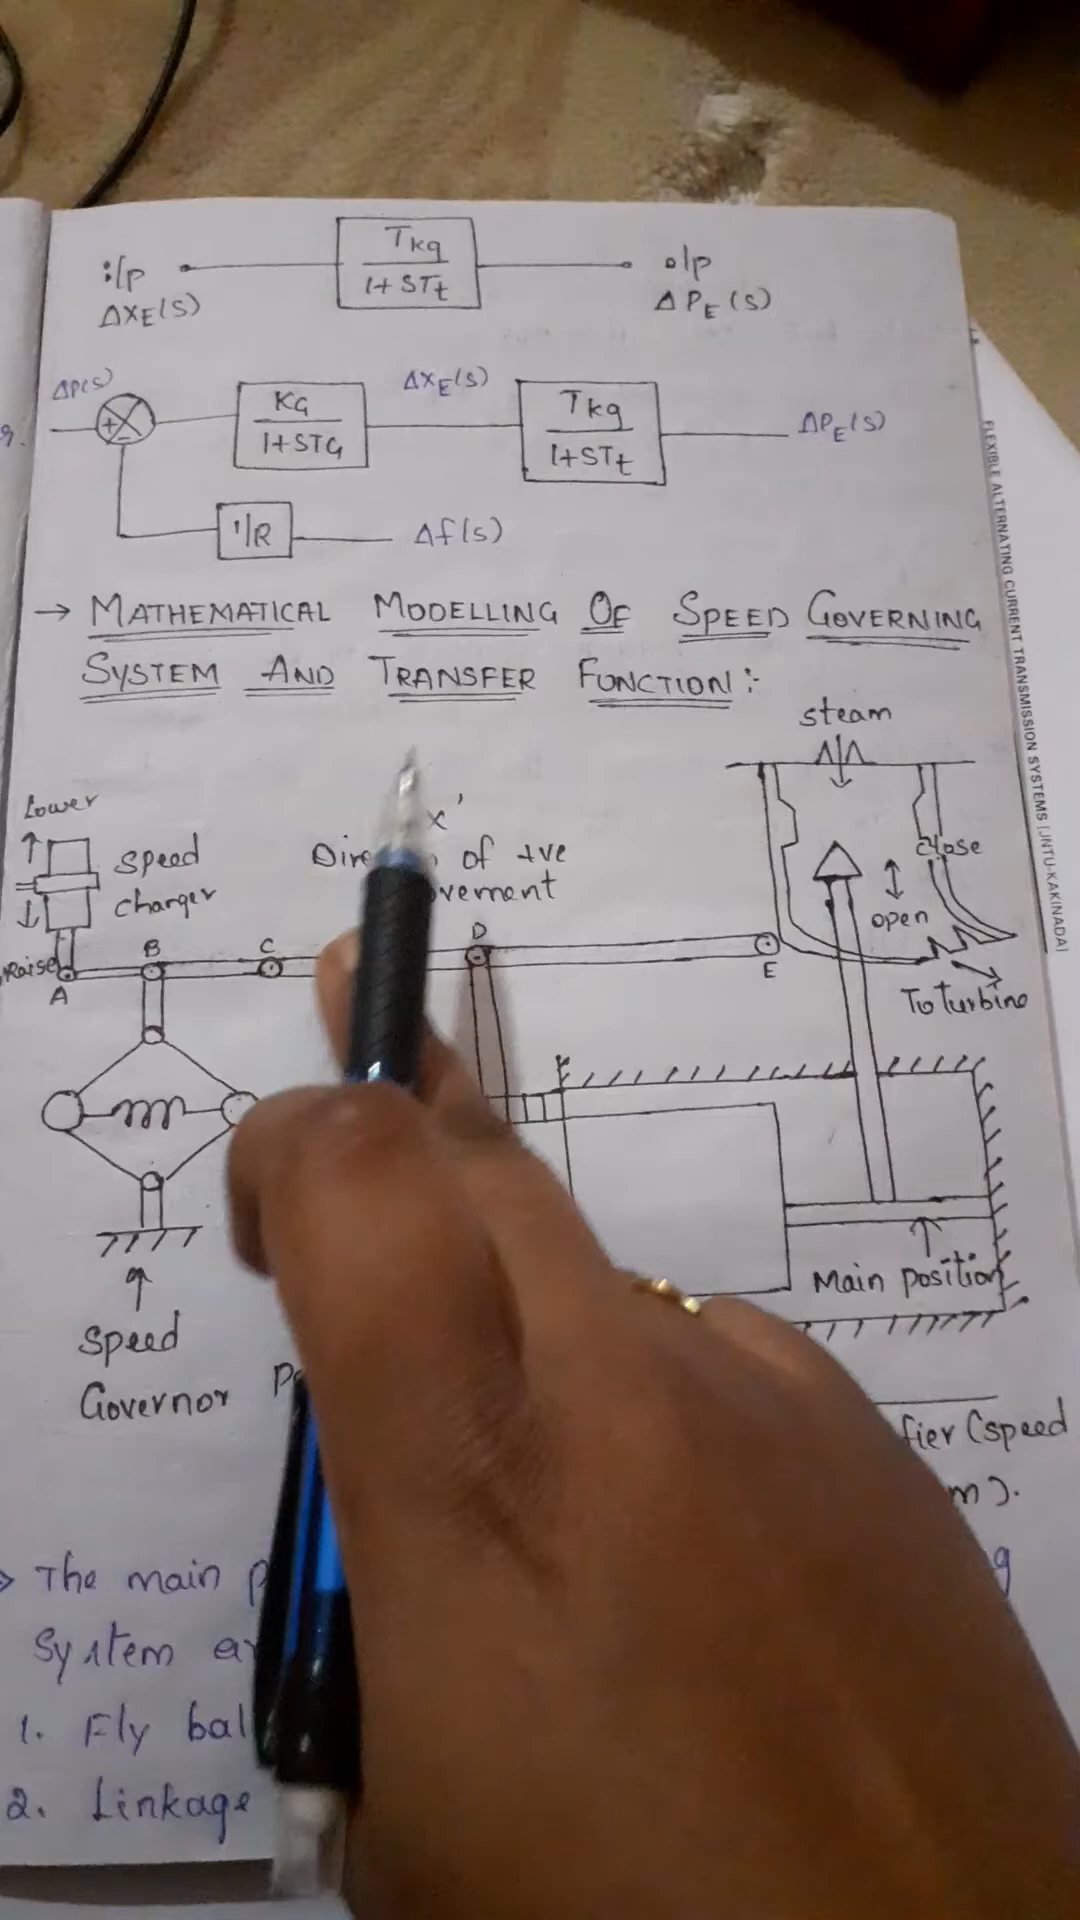 i/p
ΔXE(S)
Tkg
1+STt
o/p
ΔPE(S)
ΔP(S)
+
-
KG
1+STG
ΔXE(S)
Tkg
1+STt
ΔPE(S)
1/R
Δf(S)
→ MATHEMATICAL MODELLING OF SPEED GOVERNING
SYSTEM AND TRANSFER FUNCTION :-
steam
Lower
speed
charger
Raise
x'
of +ve
close
open
To turbine
A
B
C
D
E
Main position
Speed
Governor
(speed
The main
System
1. Fly
2. Linkage
FLEXIBLE ALTERNATING CURRENT TRANSMISSION SYSTEMS [JNTU-KAKINADA]